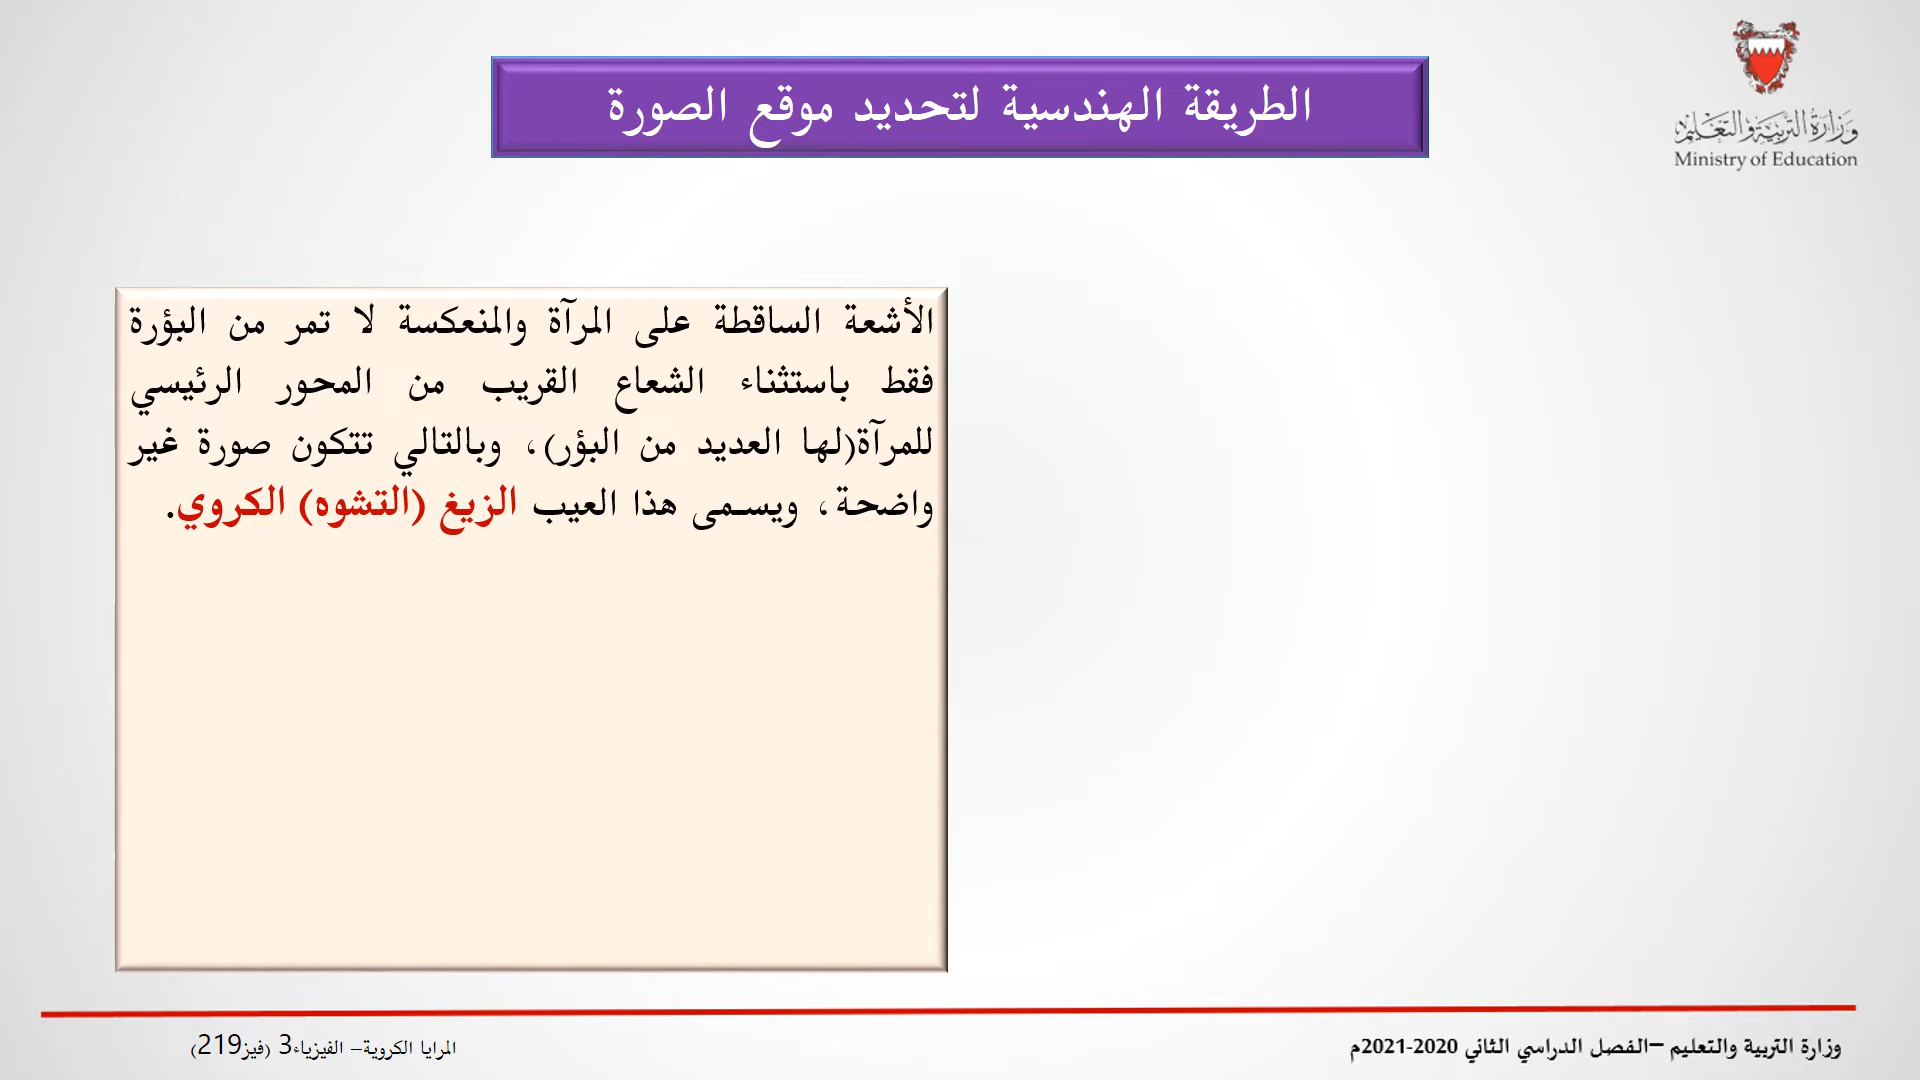 وزارة التربية والتعليم
Ministry of Education
الطريقة الهندسية لتحديد موقع الصورة
الأشعة الساقطة على المرآة والمنعكسة لا تمر من البؤرة
فقط باستثناء الشعاع القريب من المحور الرئيسي
للمرآة(لها العديد من البؤر)، وبالتالي تتكون صورة غير
واضحة، ويسمى هذا العيب الزيغ (التشوه) الكروي.
وزارة التربية والتعليم –الفصل الدراسي الثاني 2020-2021م
المرايا الكروية– الفيزياء3 (فيز219)